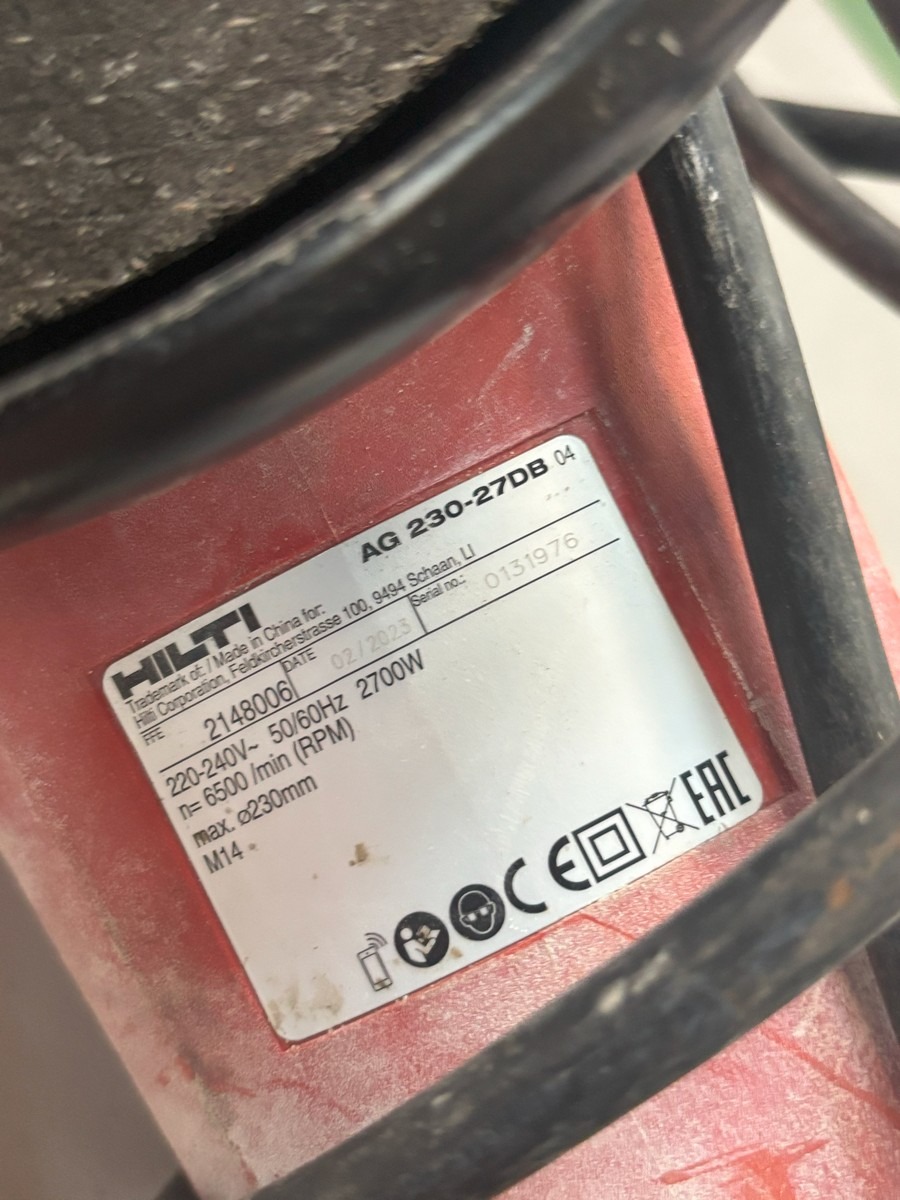 AG 230-27DB 04
HILTI
Trademark of: / Made in China for:
Hilti Corporation, Feldkircherstrasse 100, 9494 Schaan, LI
FFE 2148006 DATE 02/2023 Serial no.: 0131976
220-240V~ 50/60Hz 2700W
n= 6500 /min (RPM)
max. ⌀230mm
M14
CE EAC